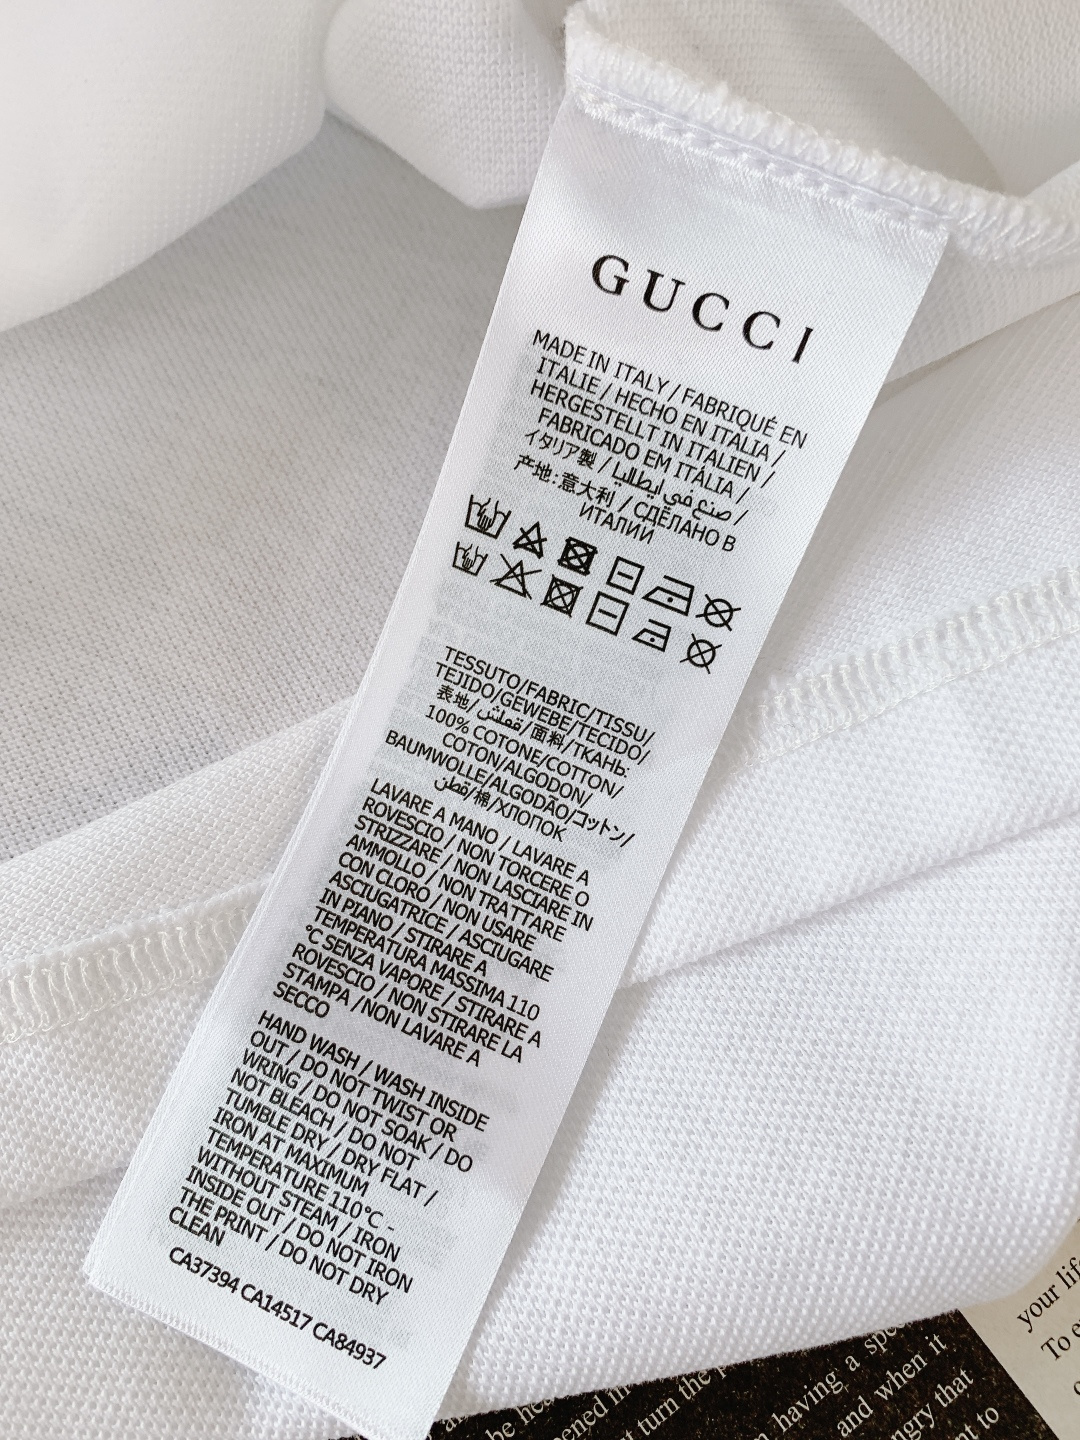 GUCCI
MADE IN ITALY / FABRIQUÉ EN
ITALIE / HECHO EN ITALIA /
HERGESTELLT IN ITALIEN /
FABRICADO EM ITÁLIA /
イタリア製 / صنع في ايطاليا /
产地:意大利 / СДЕЛАНО В
ИТАЛИИ
TESSUTO/FABRIC/TISSU/
TEJIDO/GEWEBE/TECIDO/
表地/قماش/面料/ТКАНЬ:
100% COTONE/COTTON/
COTON/ALGODON/
BAUMWOLLE/ALGODÃO/コットン/
قطن/棉/ХЛОПОК
LAVARE A MANO / LAVARE A
ROVESCIO / NON TORCERE O
STRIZZARE / NON LASCIARE IN
AMMOLLO / NON TRATTARE
CON CLORO / NON USARE
ASCIUGATRICE / ASCIUGARE
IN PIANO / STIRARE A
TEMPERATURA MASSIMA 110
°C SENZA VAPORE / STIRARE A
ROVESCIO / NON STIRARE LA
STAMPA /NON LAVARE A
SECCO
HAND WASH / WASH INSIDE
OUT / DO NOT TWIST OR
WRING / DO NOT SOAK / DO
NOT BLEACH / DO NOT
TUMBLE DRY / DRY FLAT /
IRON AT MAXIMUM
TEMPERATURE 110°C -
WITHOUT STEAM / IRON
INSIDE OUT / DO NOT IRON
THE PRINT / DO NOT DRY
CLEAN
CA37394 CA14517 CA84937
your
To
having a
and when it
that
turn the
to
be